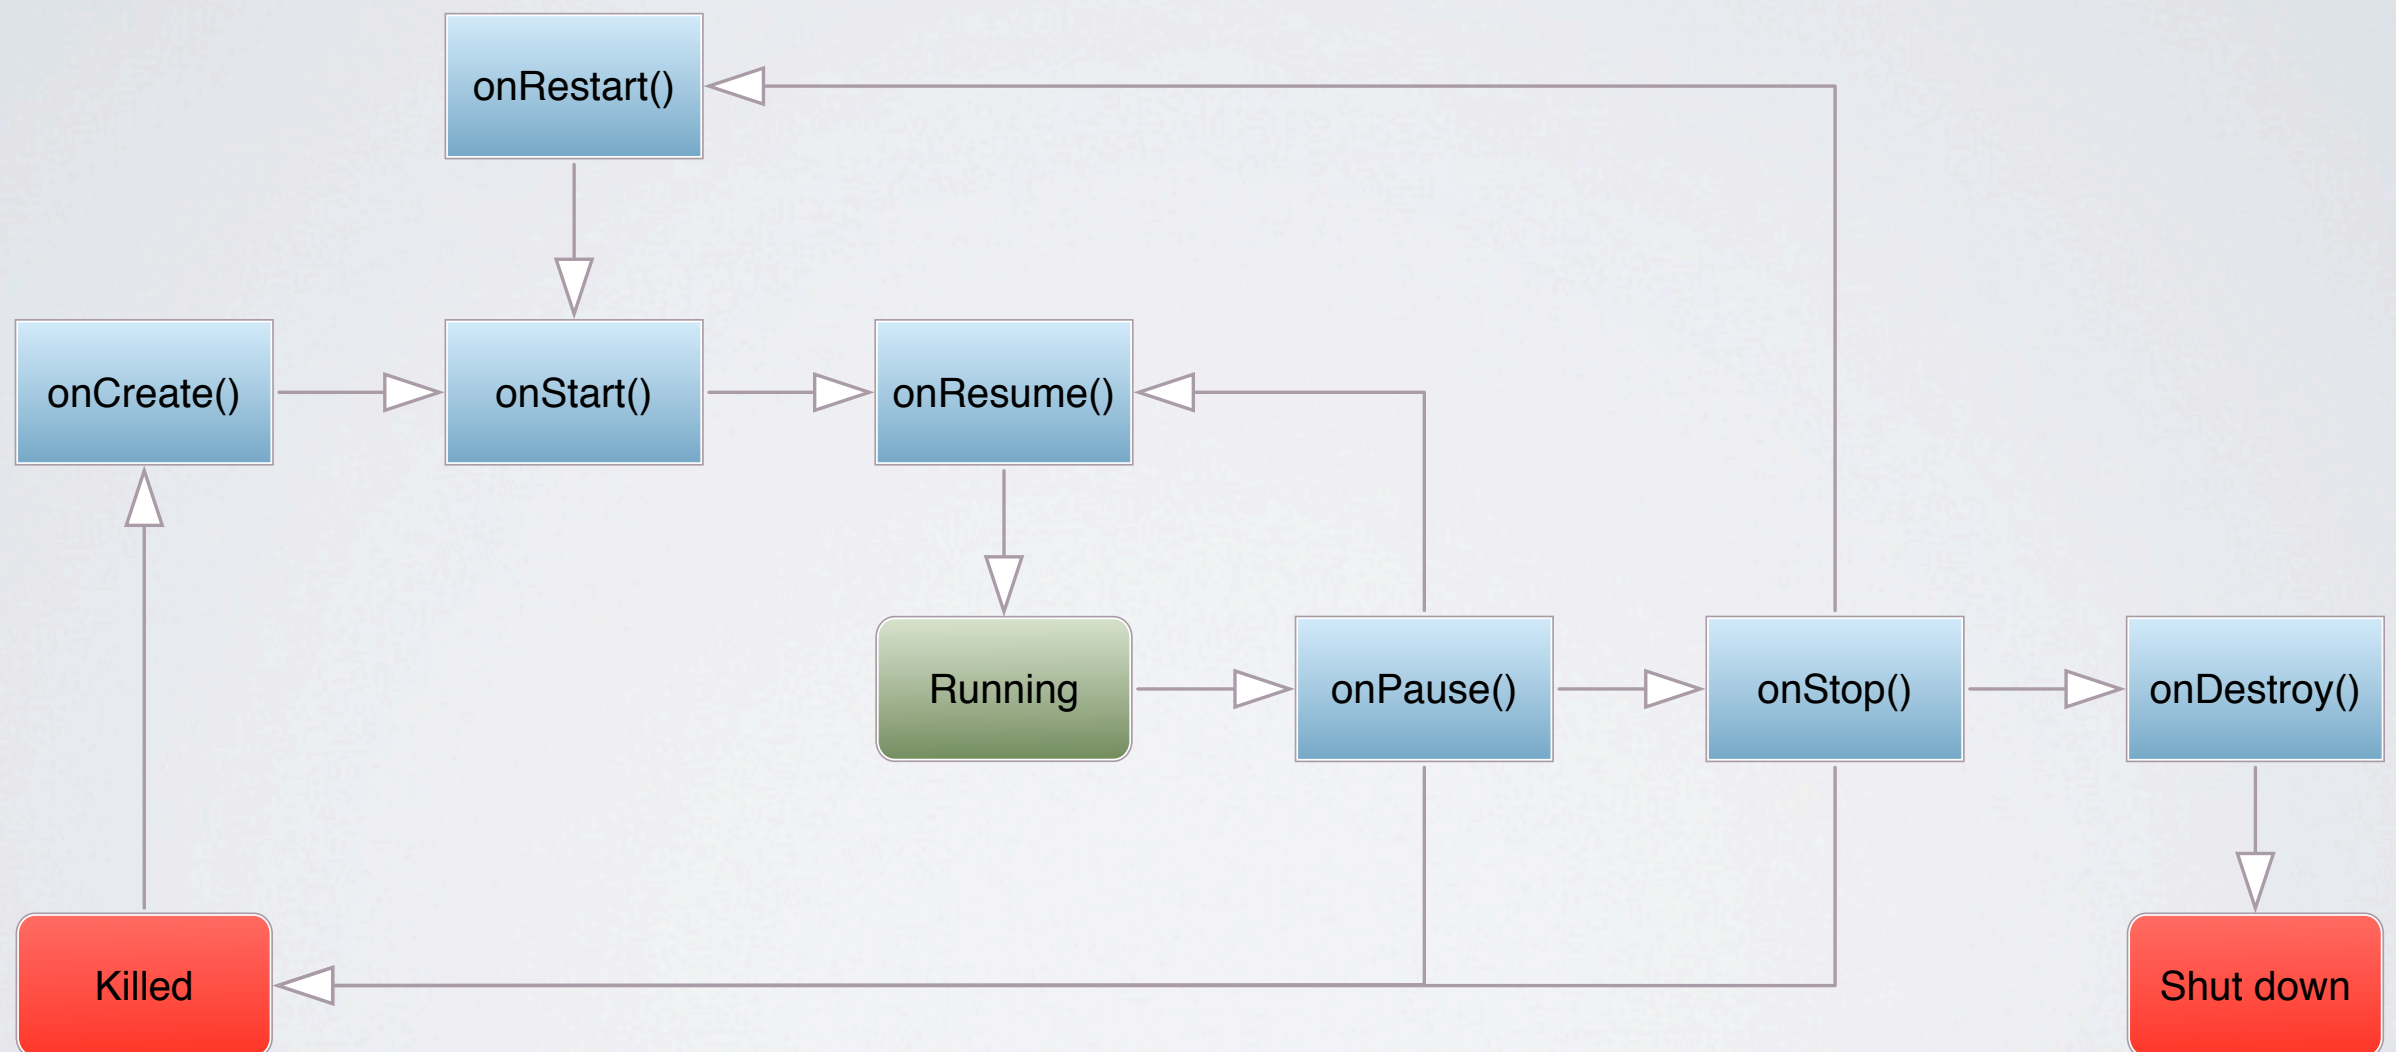 onRestart()
onCreate()
onStart()
onResume()
Running
onPause()
onStop()
onDestroy()
Killed
Shut down